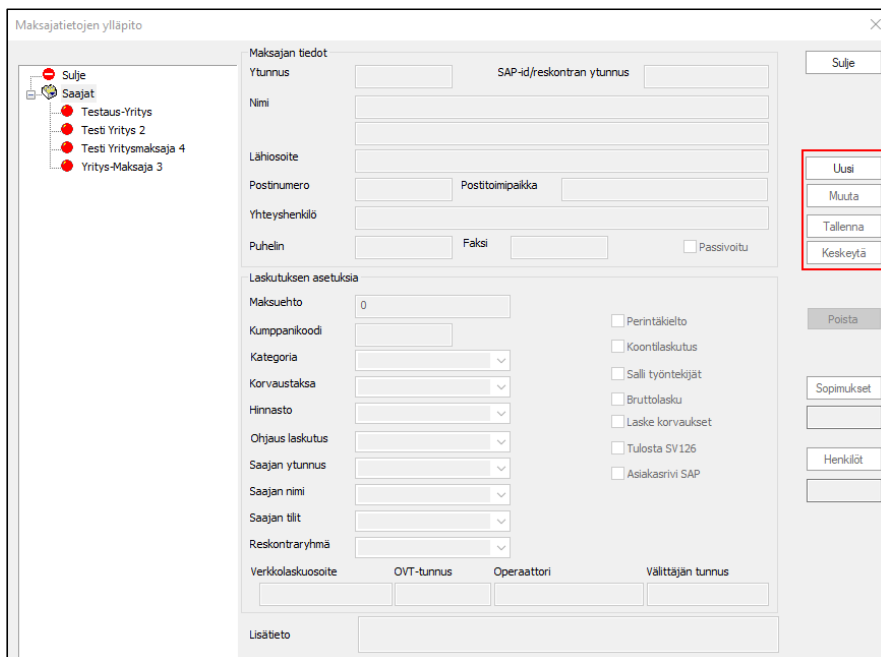 Maksajatietojen ylläpito
Sulje
Saajat
Testaus-Yritys
Testi Yritys 2
Testi Yritysmaksaja 4
Yritys-Maksaja 3
Maksajan tiedot
Ytunnus SAP-id/reskontran ytunnus
Nimi
Lähiosoite
Postinumero Postitoimipaikka
Yhteyshenkilö
Puhelin Faksi Passivoitu
Laskutuksen asetuksia
Maksuehto 0
Kumppanikoodi
Kategoria
Korvaustaksa
Hinnasto
Ohjaus laskutus
Saajan ytunnus
Saajan nimi
Saajan tilit
Reskontraryhmä
Perintäkielto
Koontilaskutus
Salli työntekijät
Bruttolasku
Laske korvaukset
Tulosta SV126
Asiakasrivi SAP
Verkkolaskuosoite OVT-tunnus Operaattori Välittäjän tunnus
Lisätieto
Sulje
Uusi
Muuta
Tallenna
Keskeytä
Poista
Sopimukset
Henkilöt